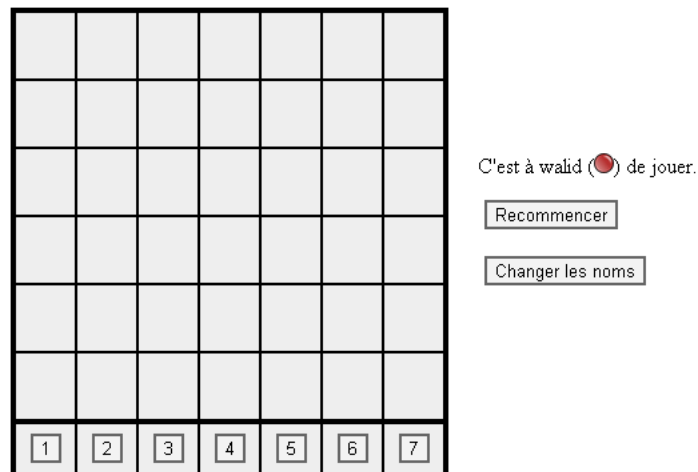 C'est à walid () de jouer.
Recommencer
Changer les noms
1 2 3 4 5 6 7